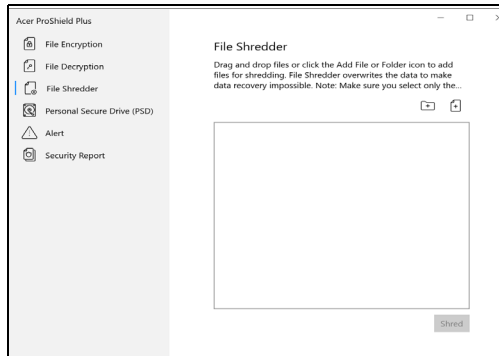 Acer ProShield Plus
File Encryption
File Decryption
File Shredder
Personal Secure Drive (PSD)
Alert
Security Report
File Shredder
Drag and drop files or click the Add File or Folder icon to add
files for shredding. File Shredder overwrites the data to make
data recovery impossible. Note: Make sure you select only the...
Shred